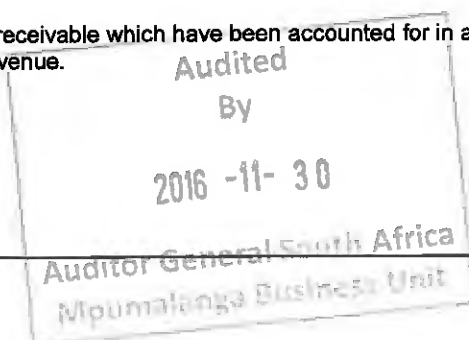 receivable which have been accounted for in a
venue.
Audited
By
2016 -11- 30
Auditor General South Africa
Mpumalanga Business Unit